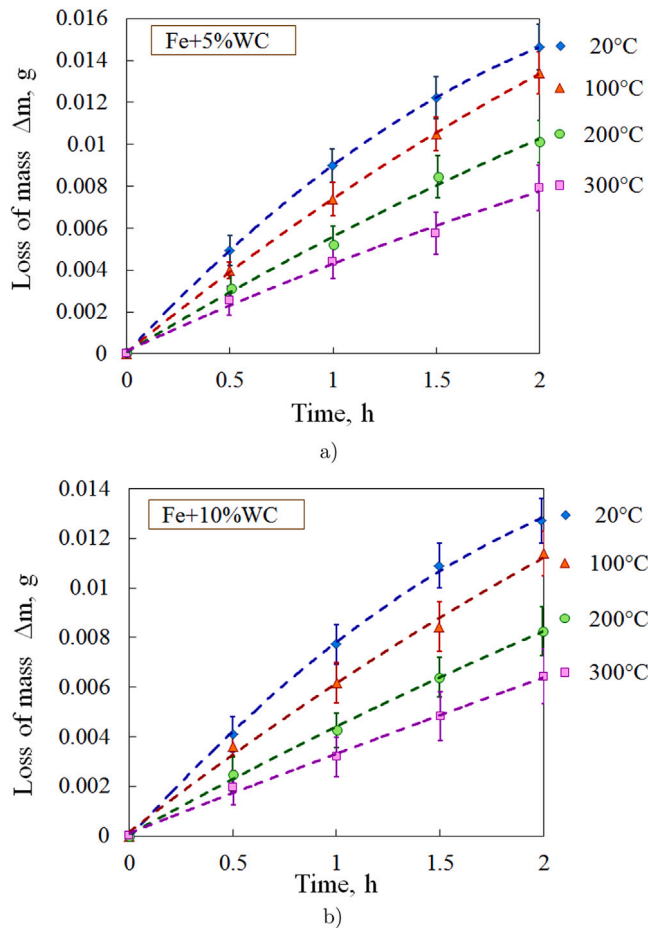 Fe+5%WC
Loss of mass Δm, g
0.016
0.014
0.012
0.01
0.008
0.006
0.004
0.002
0
0
0.5
1
1.5
2
Time, h
20°C
100°C
200°C
300°C
a)
Fe+10%WC
Loss of mass Δm, g
0.014
0.012
0.01
0.008
0.006
0.004
0.002
0
0
0.5
1
1.5
2
Time, h
20°C
100°C
200°C
300°C
b)